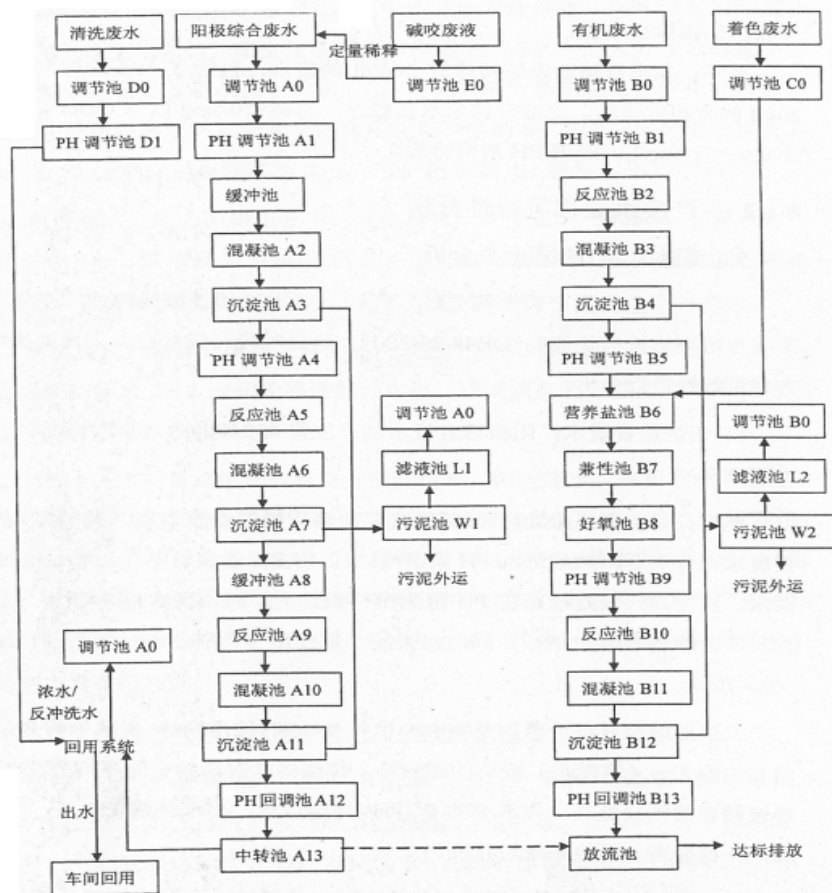 清洗废水
阳极综合废水
碱咬废液
有机废水
着色废水
定量稀释
调节池 D0
调节池 A0
调节池 E0
调节池 B0
调节池 C0
PH 调节池 D1
PH 调节池 A1
PH 调节池 B1
缓冲池
反应池 B2
混凝池 A2
混凝池 B3
沉淀池 A3
沉淀池 B4
PH 调节池 A4
PH 调节池 B5
反应池 A5
调节池 A0
营养盐池 B6
调节池 B0
混凝池 A6
滤液池 L1
兼性池 B7
滤液池 L2
沉淀池 A7
污泥池 W1
好氧池 B8
污泥池 W2
缓冲池 A8
污泥外运
PH 调节池 B9
污泥外运
反应池 A9
反应池 B10
调节池 A0
混凝池 A10
混凝池 B11
浓水/
反冲洗水
回用系统
沉淀池 A11
沉淀池 B12
PH回调池 A12
PH回调池 B13
出水
中转池 A13
放流池
达标排放
车间回用